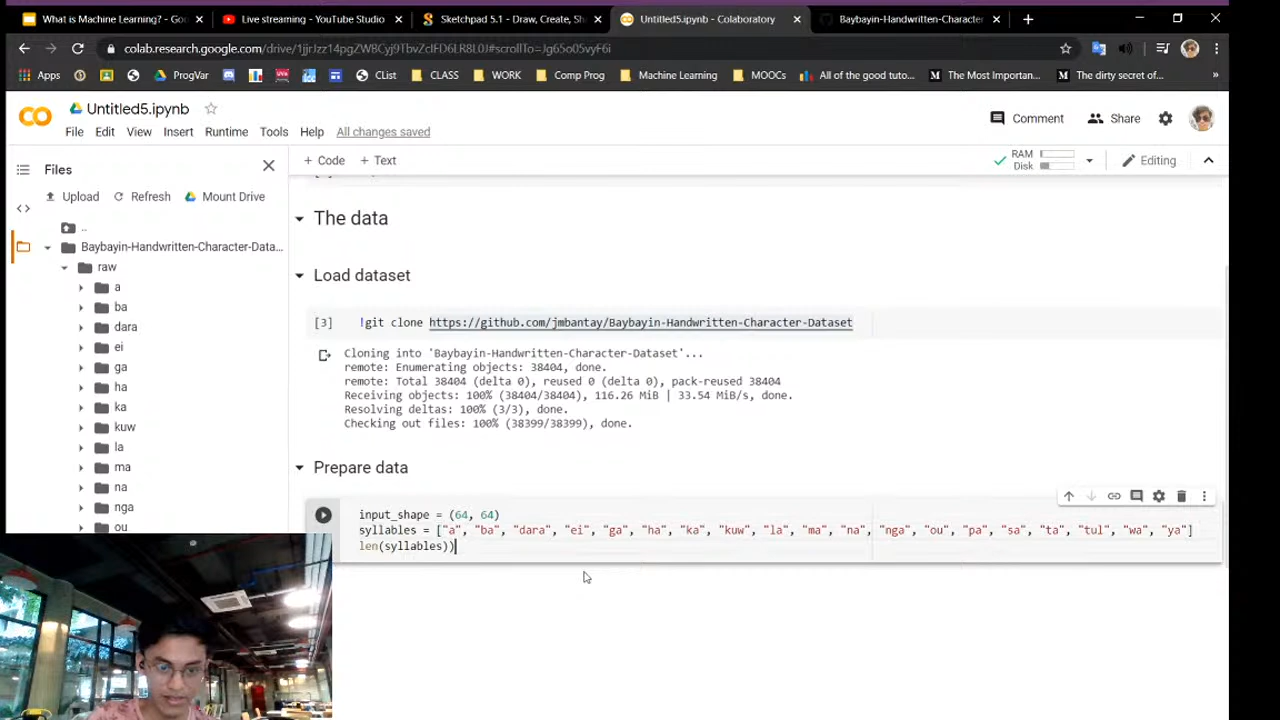 What is Machine Learning? - Goo
Live streaming - YouTube Studio
Sketchpad 5.1 - Draw, Create, Sh
Untitled5.ipynb - Colaboratory
Baybayin-Handwritten-Character
colab.research.google.com/drive/1jjrJzz14pgZW8Cyj9TbvZcIFD6LR8L0J#scrollTo=Jg65o05vyF6i
Apps
ProgVar
CList
CLASS
WORK
Comp Prog
Machine Learning
MOOCs
All of the good tuto...
The Most Importan...
The dirty secret of...
»
Untitled5.ipynb
File Edit View Insert Runtime Tools Help All changes saved
Comment
Share
Files
+ Code + Text
RAM
Disk
Editing
Upload Refresh Mount Drive
..
Baybayin-Handwritten-Character-Data...
raw
a
ba
dara
ei
ga
ha
ka
kuw
la
ma
na
nga
ou
The data
Load dataset
[3] !git clone https://github.com/jmbantay/Baybayin-Handwritten-Character-Dataset
Cloning into 'Baybayin-Handwritten-Character-Dataset'...
remote: Enumerating objects: 38404, done.
remote: Total 38404 (delta 0), reused 0 (delta 0), pack-reused 38404
Receiving objects: 100% (38404/38404), 116.26 MiB | 33.54 MiB/s, done.
Resolving deltas: 100% (3/3), done.
Checking out files: 100% (38399/38399), done.
Prepare data
input_shape = (64, 64)
syllables = ["a", "ba", "dara", "ei", "ga", "ha", "ka", "kuw", "la", "ma", "na", "nga", "ou", "pa", "sa", "ta", "tul", "wa", "ya"]
len(syllables))